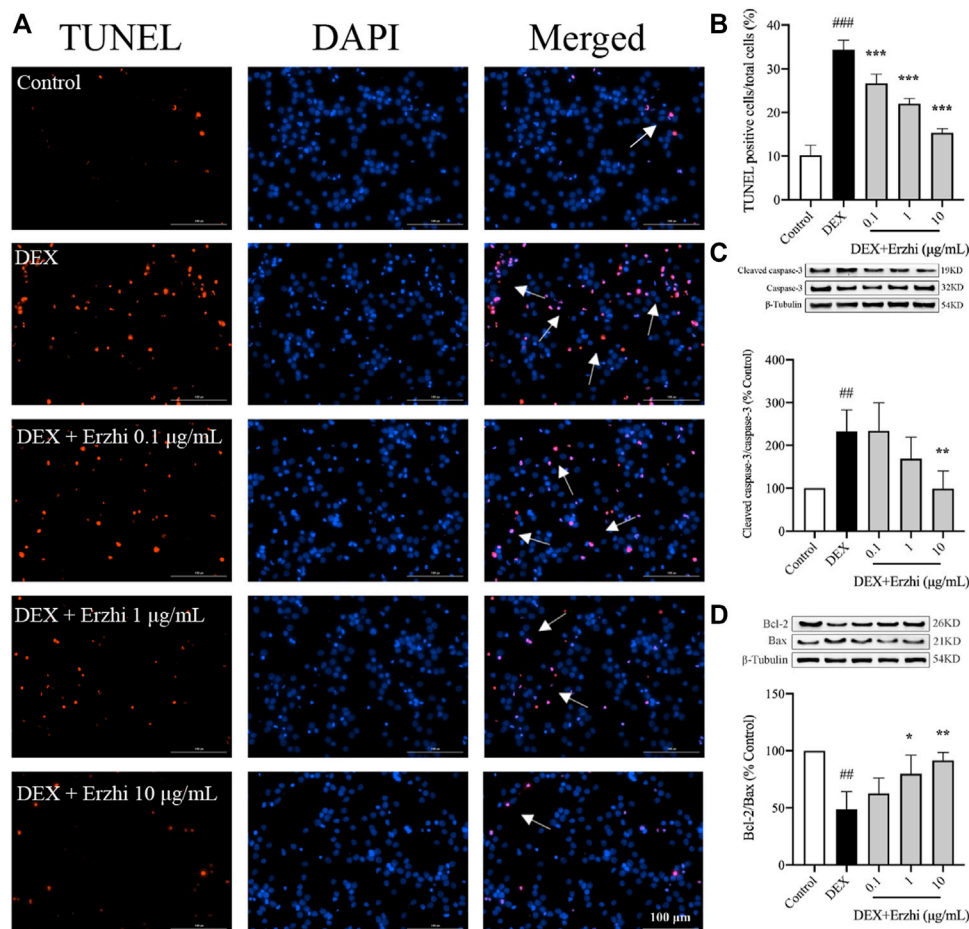 A
TUNEL DAPI Merged
Control
DEX
DEX + Erzhi 0.1 μg/mL
DEX + Erzhi 1 μg/mL
DEX + Erzhi 10 μg/mL
100 μm
B
TUNEL positive cells/total cells (%)
40
30
20
10
0
###
***
***
***
Control
DEX
0.1
1
10
DEX+Erzhi (μg/mL)
C
Cleaved caspase-3 19KD
Caspase-3 32KD
β-Tubulin 54KD
Cleaved caspase-3/caspase-3 (% Control)
400
300
200
100
0
##
**
Control
DEX
0.1
1
10
DEX+Erzhi (μg/mL)
D
Bcl-2 26KD
Bax 21KD
β-Tubulin 54KD
Bcl-2/Bax (% Control)
150
100
50
0
##
*
**
Control
DEX
0.1
1
10
DEX+Erzhi (μg/mL)